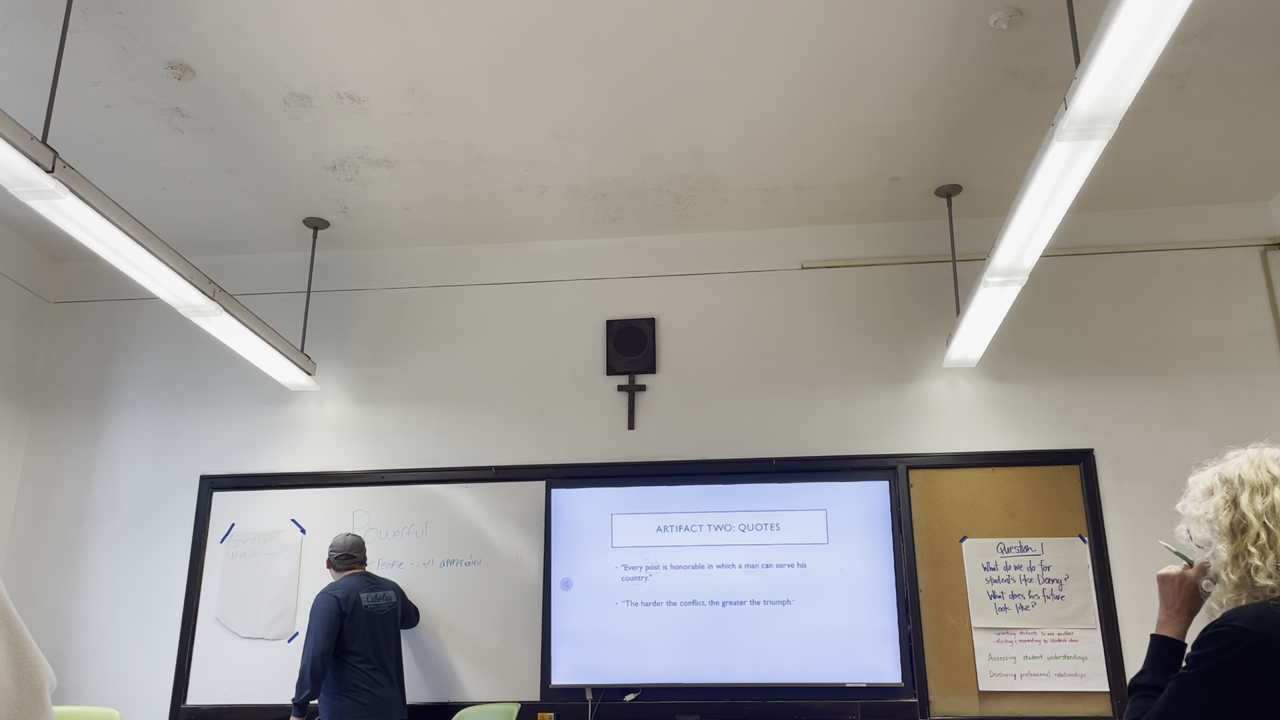 Powerful
People
ARTIFACT TWO: QUOTES
• "Every post is honorable in which a man can serve his
country."
• "The harder the conflict, the greater the triumph"
Question 1
What do we do for
student's like Danny?
What does his future
look like?
Assessing student understandings
Developing professional relationships